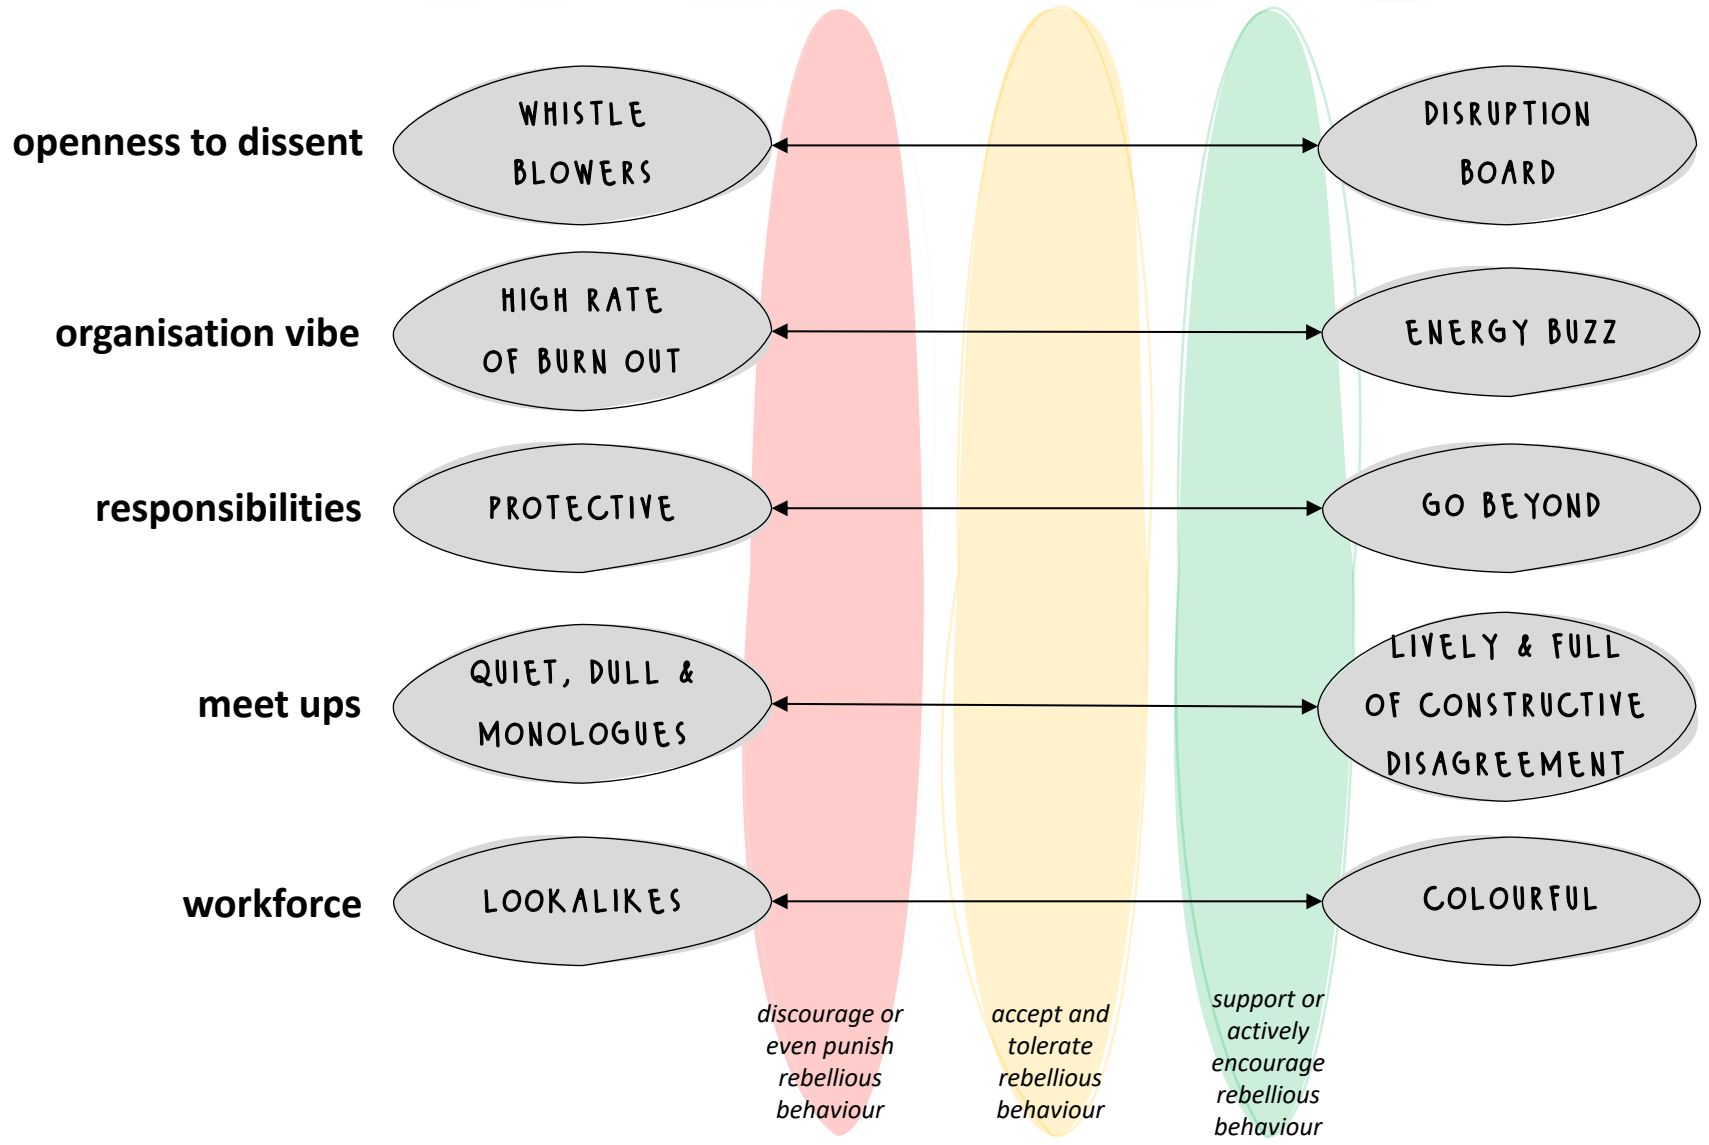 openness to dissent
WHISTLE
BLOWERS
DISRUPTION
BOARD
organisation vibe
HIGH RATE
OF BURN OUT
ENERGY BUZZ
responsibilities
PROTECTIVE
GO BEYOND
meet ups
QUIET, DULL &
MONOLOGUES
LIVELY & FULL
OF CONSTRUCTIVE
DISAGREEMENT
workforce
LOOKALIKES
COLOURFUL
discourage or
even punish
rebellious
behaviour
accept and
tolerate
rebellious
behaviour
support or
actively
encourage
rebellious
behaviour